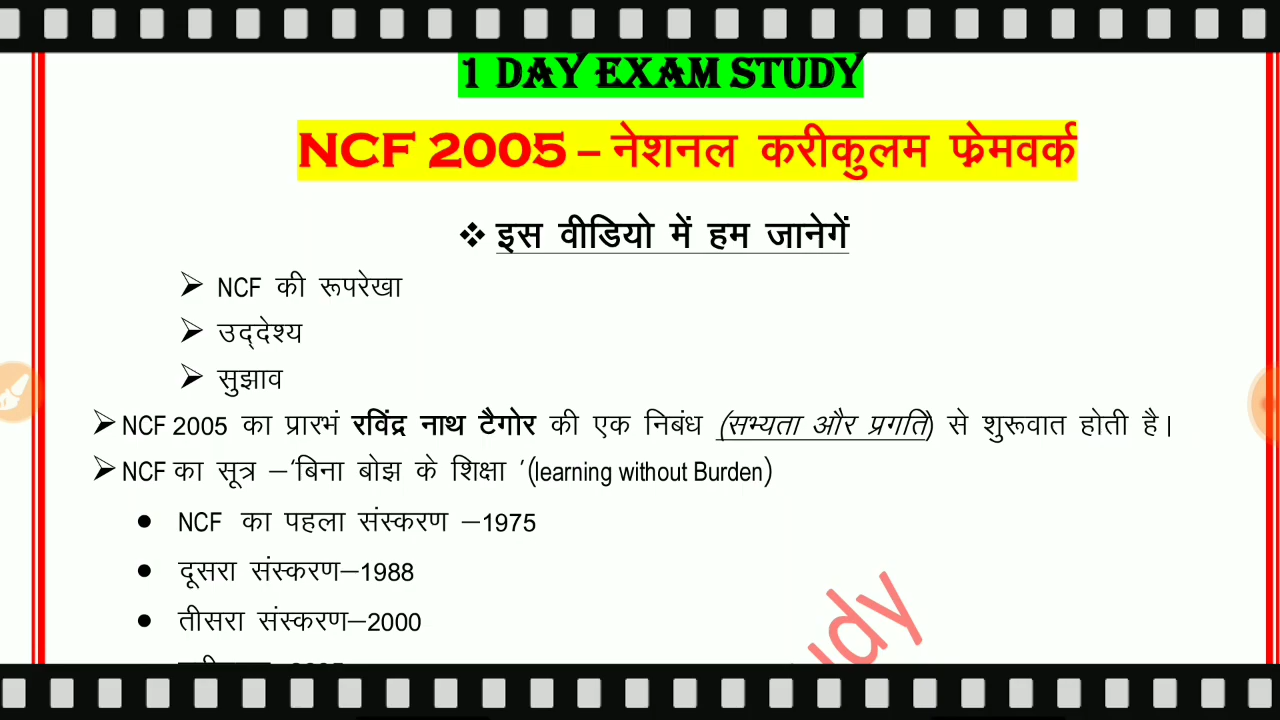 1 DAY EXAM STUDY
NCF 2005 – नेशनल करीकुलम फ्रेमवर्क
❖ इस वीडियो में हम जानेगें
➢ NCF की रूपरेखा
➢ उद्देश्य
➢ सुझाव
➢ NCF 2005 का प्रारभं रविंद्र नाथ टैगोर की एक निबंध (सभ्यता और प्रगति) से शुरूवात होती है।
➢ NCF का सूत्र –'बिना बोझ के शिक्षा '(learning without Burden)
• NCF का पहला संस्करण –1975
• दूसरा संस्करण–1988
• तीसरा संस्करण–2000